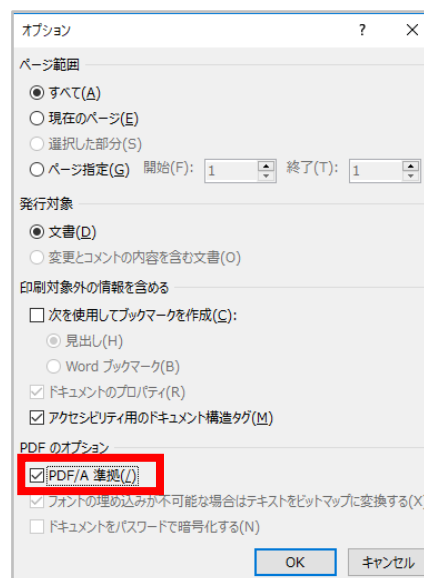 オプション ? ×
ページ範囲
すべて(A)
現在のページ(E)
選択した部分(S)
ページ指定(G) 開始(F): 1 終了(T): 1
発行対象
文書(D)
変更とコメントの内容を含む文書(O)
印刷対象外の情報を含める
次を使用してブックマークを作成(C):
見出し(H)
Word ブックマーク(B)
ドキュメントのプロパティ(R)
アクセシビリティ用のドキュメント構造タグ(M)
PDF のオプション
PDF/A 準拠(/)
フォントの埋め込みが不可能な場合はテキストをビットマップに変換する(X)
ドキュメントをパスワードで暗号化する(N)
OK キャンセル